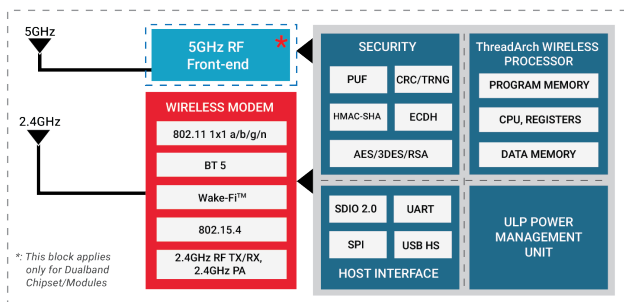 5GHz
5GHz RF
Front-end
*
2.4GHz
WIRELESS MODEM
802.11 1x1 a/b/g/n
BT 5
Wake-Fi™
802.15.4
2.4GHz RF TX/RX,
2.4GHz PA
*: This block applies
only for Dualband
Chipset/Modules
SECURITY
PUF
CRC/TRNG
HMAC-SHA
ECDH
AES/3DES/RSA
ThreadArch WIRELESS
PROCESSOR
PROGRAM MEMORY
CPU, REGISTERS
DATA MEMORY
SDIO 2.0
UART
SPI
USB HS
HOST INTERFACE
ULP POWER
MANAGEMENT
UNIT